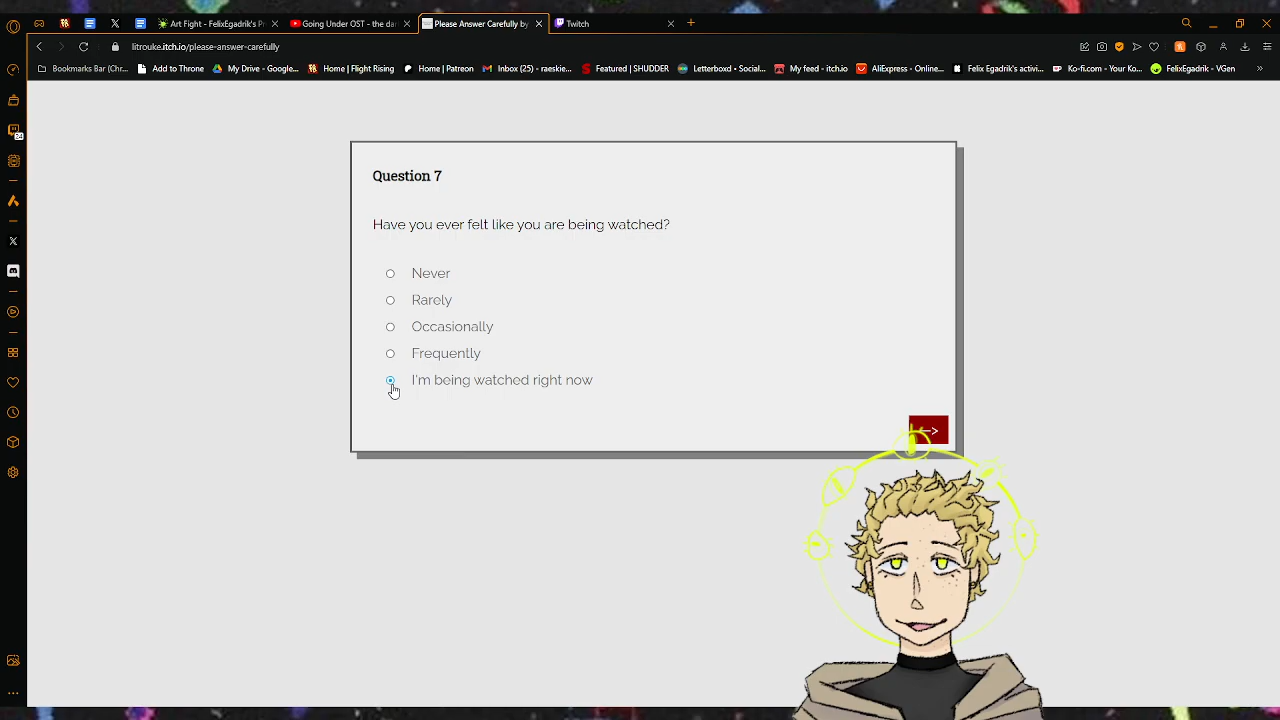 Art Fight - FelixEgadrik's Pr
Going Under OST - the dar
Please Answer Carefully by
Twitch
litrouke.itch.io/please-answer-carefully
Bookmarks Bar (Chr...
Add to Throne
My Drive - Google...
Home | Flight Rising
Home | Patreon
Inbox (25) - raeskie...
Featured | SHUDDER
Letterboxd • Social...
My feed - itch.io
AliExpress - Online...
Felix Egadrik's activi...
Ko-fi.com - Your Ko...
FelixEgadrik - VGen
Question 7
Have you ever felt like you are being watched?
Never
Rarely
Occasionally
Frequently
I'm being watched right now